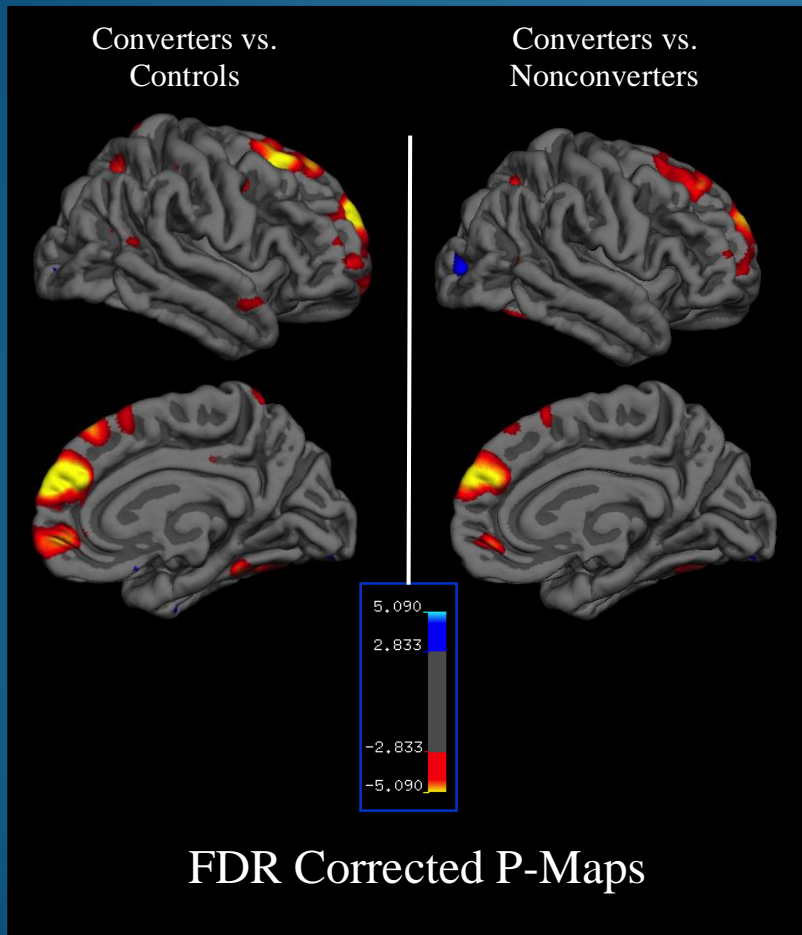 Converters vs.
Controls
Converters vs.
Nonconverters
5.090
2.833
-2.833
-5.090
FDR Corrected P-Maps